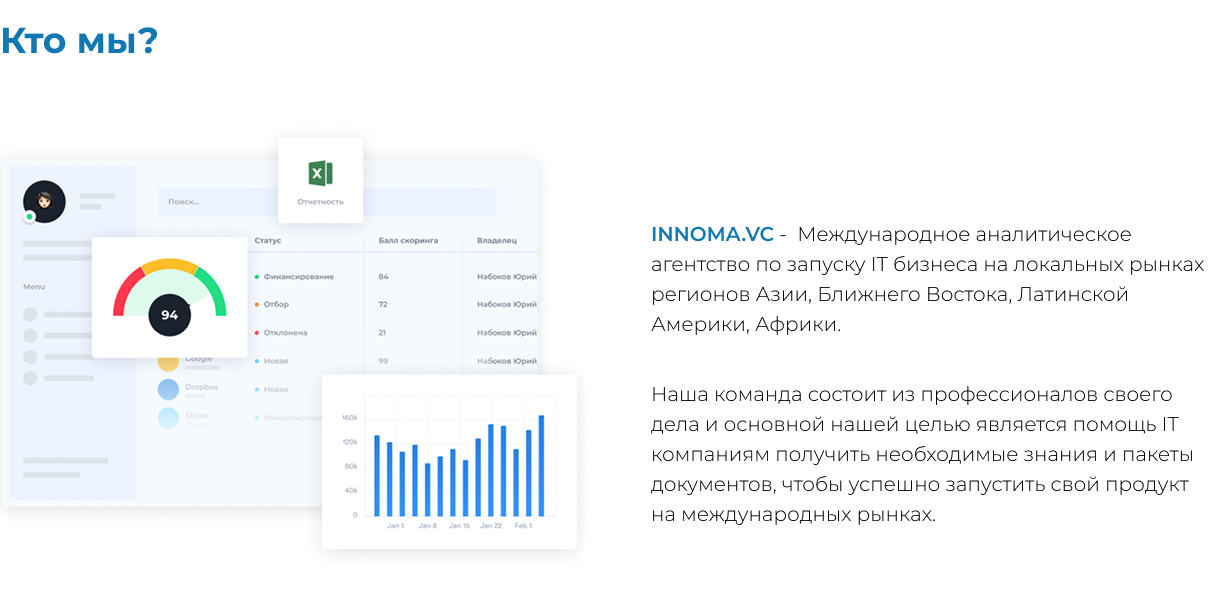 Кто мы?
Отчетность
Поиск...
Статус
Балл скоринга
Владелец
Финансирование
84
Набоков Юрий
Menu
Отбор
72
Набоков Юрий
94
Отклонена
21
Набоков Юрий
Google
Новая
99
Набоков Юрий
Dropbox
Новая
Skype
160k
120k
80k
40k
0
Jan 1
Jan 8
Jan 15
Jan 22
Feb 1
INNOMA.VC - Международное аналитическое
агентство по запуску IT бизнеса на локальных рынках
регионов Азии, Ближнего Востока, Латинской
Америки, Африки.
Наша команда состоит из профессионалов своего
дела и основной нашей целью является помощь IT
компаниям получить необходимые знания и пакеты
документов, чтобы успешно запустить свой продукт
на международных рынках.